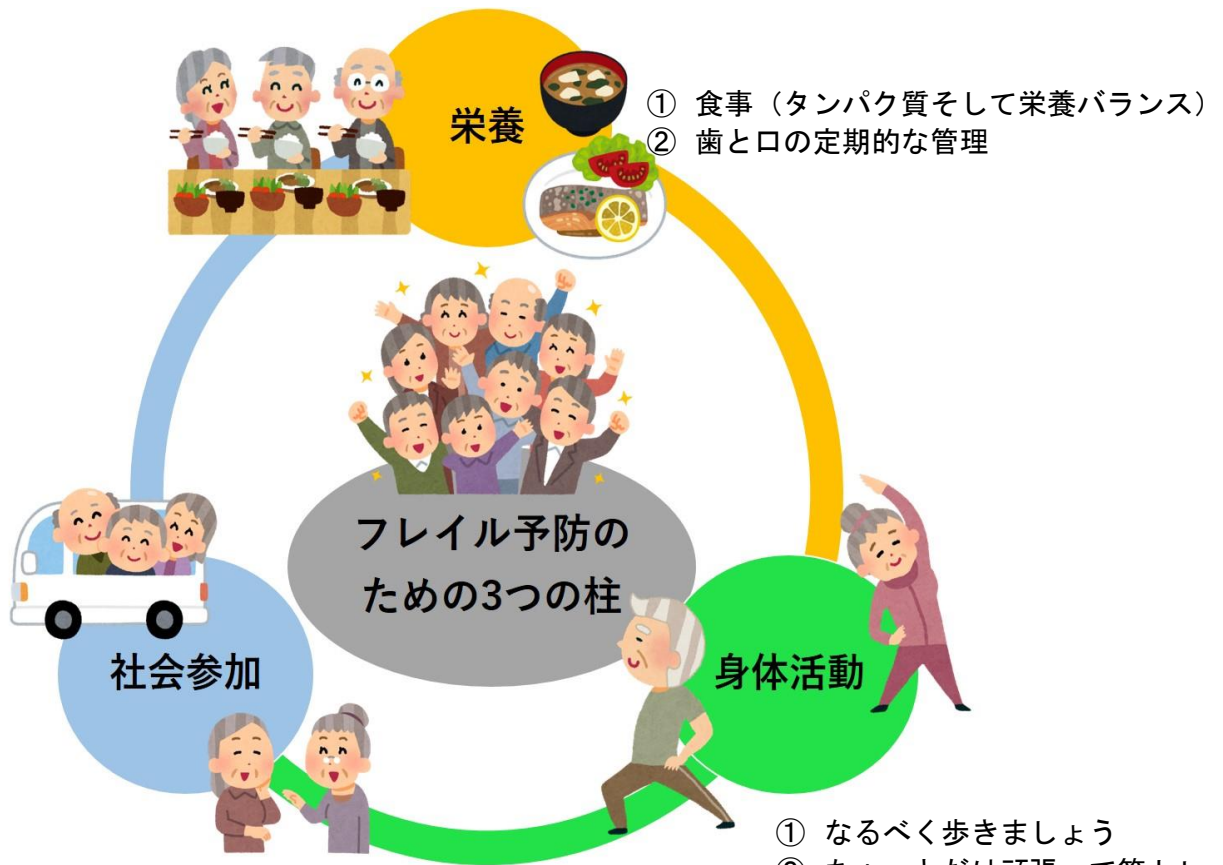 栄養
① 食事（タンパク質そして栄養バランス）
② 歯と口の定期的な管理
フレイル予防の
ための3つの柱
社会参加
身体活動
① なるべく歩きましょう